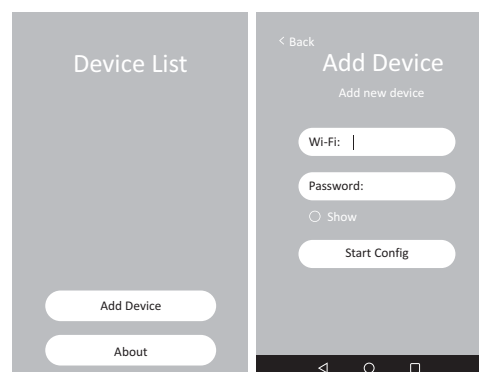 Device List
Add Device
About
< Back
Add Device
Add new device
Wi-Fi:
Password:
Show
Start Config